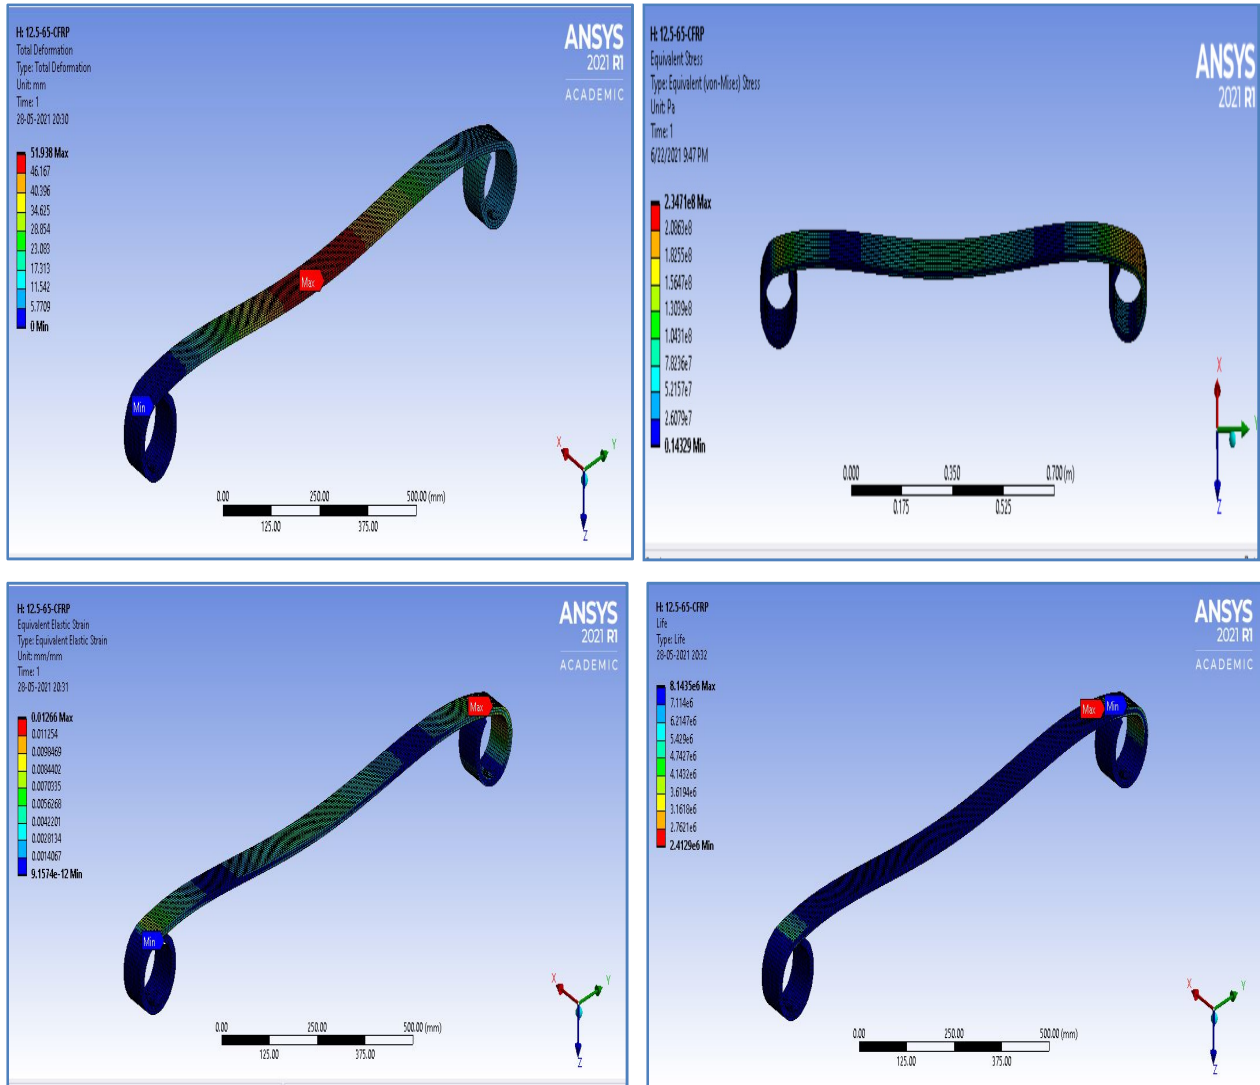 H: 12.5-65-CFRP
Total Deformation
Type: Total Deformation
Unit: mm
Time: 1
28-05-2021 20:30
ANSYS
2021 R1
ACADEMIC
51.938 Max
46.167
40.396
34.625
28.854
23.083
17.313
11.542
5.7709
0 Min
Max
Min
0.00 250.00 500.00 (mm)
125.00 375.00
X Y
Z
H: 12.5-65-CFRP
Equivalent Stress
Type: Equivalent (von-Mises) Stress
Unit: Pa
Time: 1
6/22/2021 9:47 PM
ANSYS
2021 R1
2.3471e8 Max
2.0863e8
1.8255e8
1.5647e8
1.3039e8
1.0431e8
7.8236e7
5.2157e7
2.6079e7
0.14329 Min
0.000 0.350 0.700 (m)
0.175 0.525
X
Z
H: 12.5-65-CFRP
Equivalent Elastic Strain
Type: Equivalent Elastic Strain
Unit: mm/mm
Time: 1
28-05-2021 20:31
ANSYS
2021 R1
ACADEMIC
0.01266 Max
0.011254
0.0098469
0.0084402
0.0070335
0.0056268
0.0042201
0.0028134
0.0014067
9.1574e-12 Min
Max
Min
0.00 250.00 500.00 (mm)
125.00 375.00
X Y
Z
H: 12.5-65-CFRP
Life
Type: Life
28-05-2021 20:32
ANSYS
2021 R1
ACADEMIC
8.1435e6 Max
7.114e6
6.2147e6
5.429e6
4.7427e6
4.1432e6
3.6194e6
3.1618e6
2.7621e6
2.4129e6 Min
Max Min
0.00 250.00 500.00 (mm)
125.00 375.00
X Y
Z